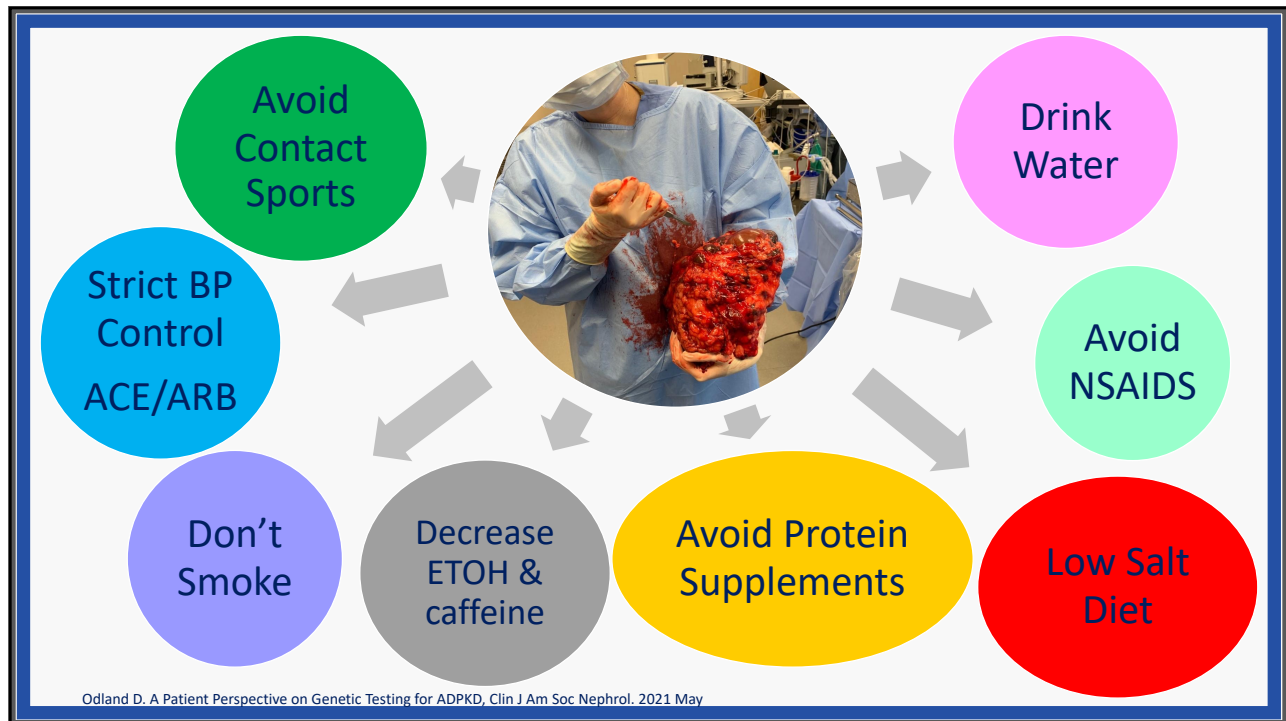 Avoid
Contact
Sports
Drink
Water
Strict BP
Control
ACE/ARB
Avoid
NSAIDS
Don’t
Smoke
Decrease
ETOH &
caffeine
Avoid Protein
Supplements
Low Salt
Diet
Odland D. A Patient Perspective on Genetic Testing for ADPKD, Clin J Am Soc Nephrol. 2021 May